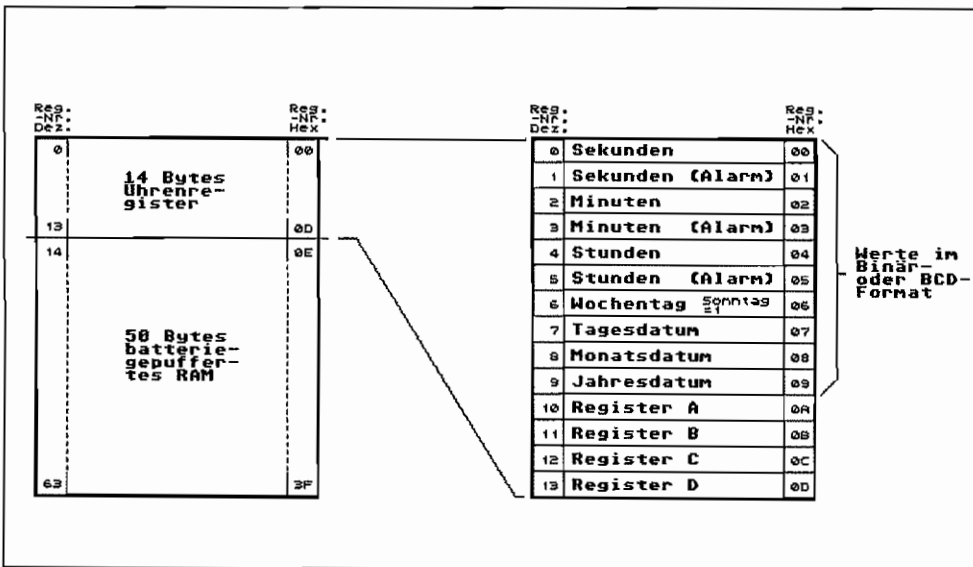 Reg.
-Nr.
Dez.
Reg.
-Nr.
Hex
0
00
14 Bytes
Uhrenre-
gister
13
0D
14
0E
50 Bytes
batterie-
gepuffer-
tes RAM
63
3F
Reg.
-Nr.
Dez.
Reg.
-Nr.
Hex
0 Sekunden 00
1 Sekunden (Alarm) 01
2 Minuten 02
3 Minuten (Alarm) 03
4 Stunden 04
5 Stunden (Alarm) 05
6 Wochentag Sonntag =1 06
7 Tagesdatum 07
8 Monatsdatum 08
9 Jahresdatum 09
10 Register A 0A
11 Register B 0B
12 Register C 0C
13 Register D 0D
Werte im
Binär-
oder BCD-
Format